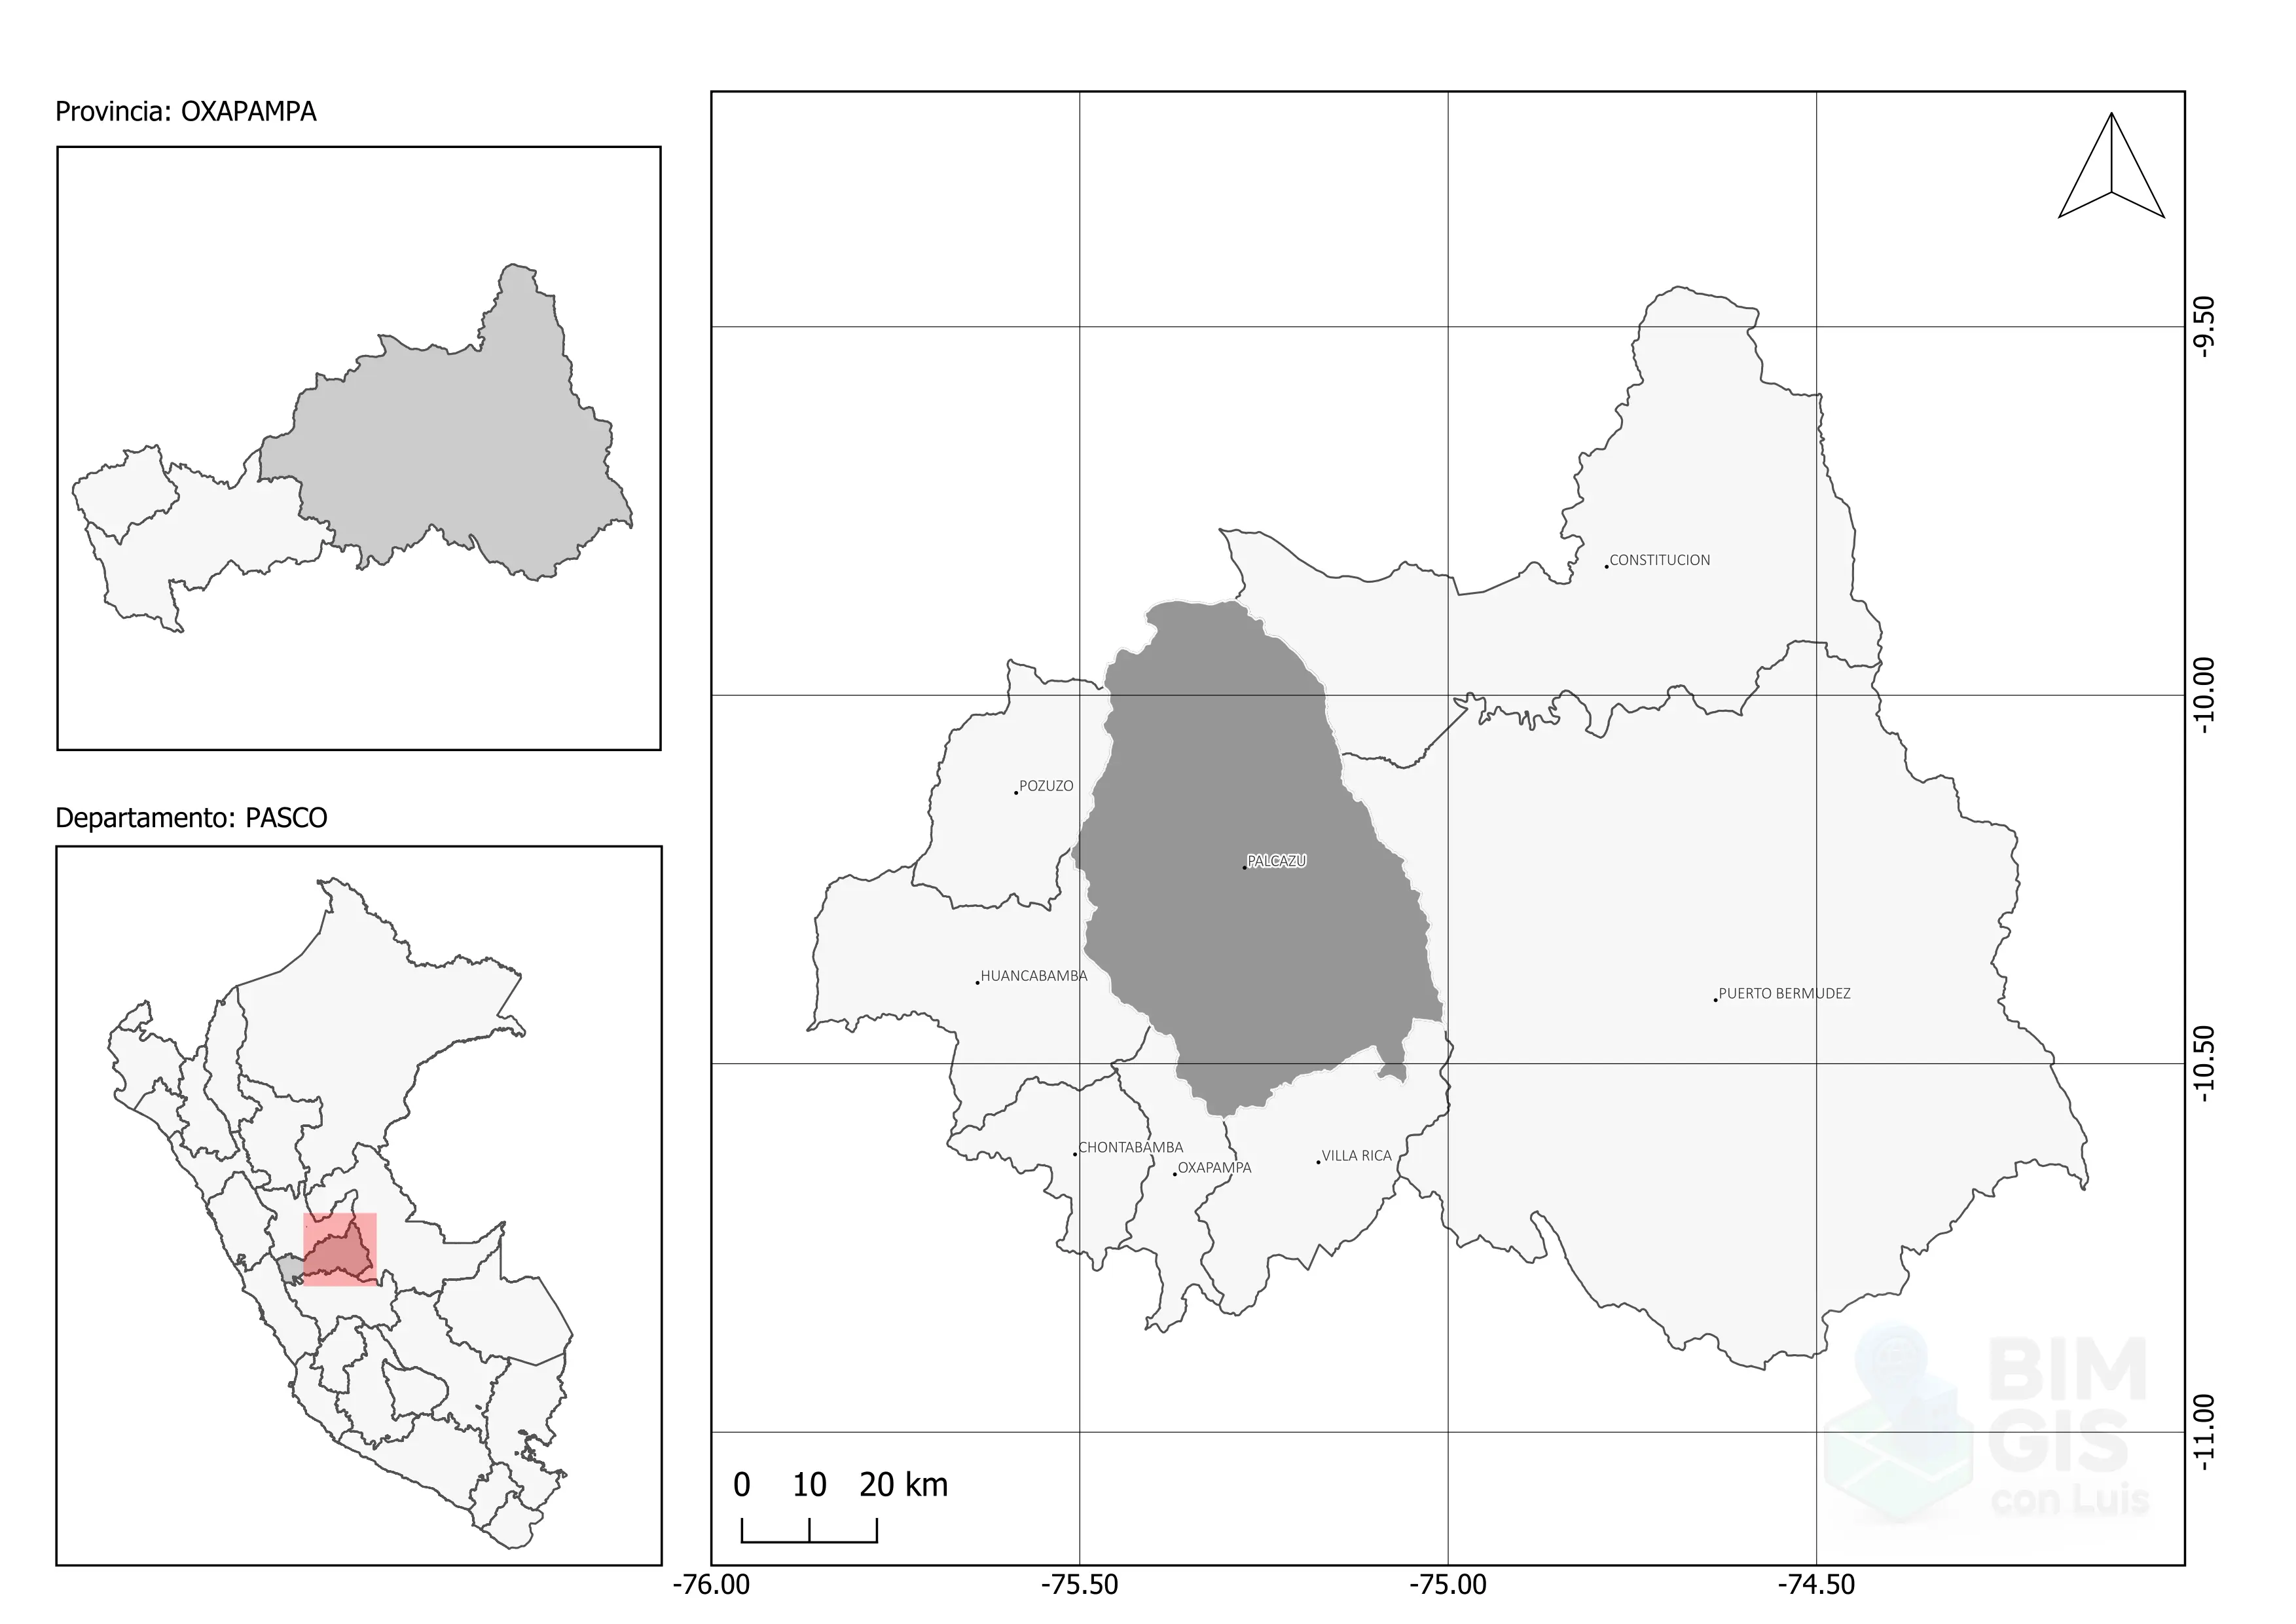 Provincia: OXAPAMPA
Departamento: PASCO
CONSTITUCION
POZUZO
PALCAZU
HUANCABAMBA
PUERTO BERMUDEZ
CHONTABAMBA
OXAPAMPA
VILLA RICA
-9.50
-10.00
-10.50
-11.00
BIM
GIS
con Luis
0 10 20 km
-76.00 -75.50 -75.00 -74.50